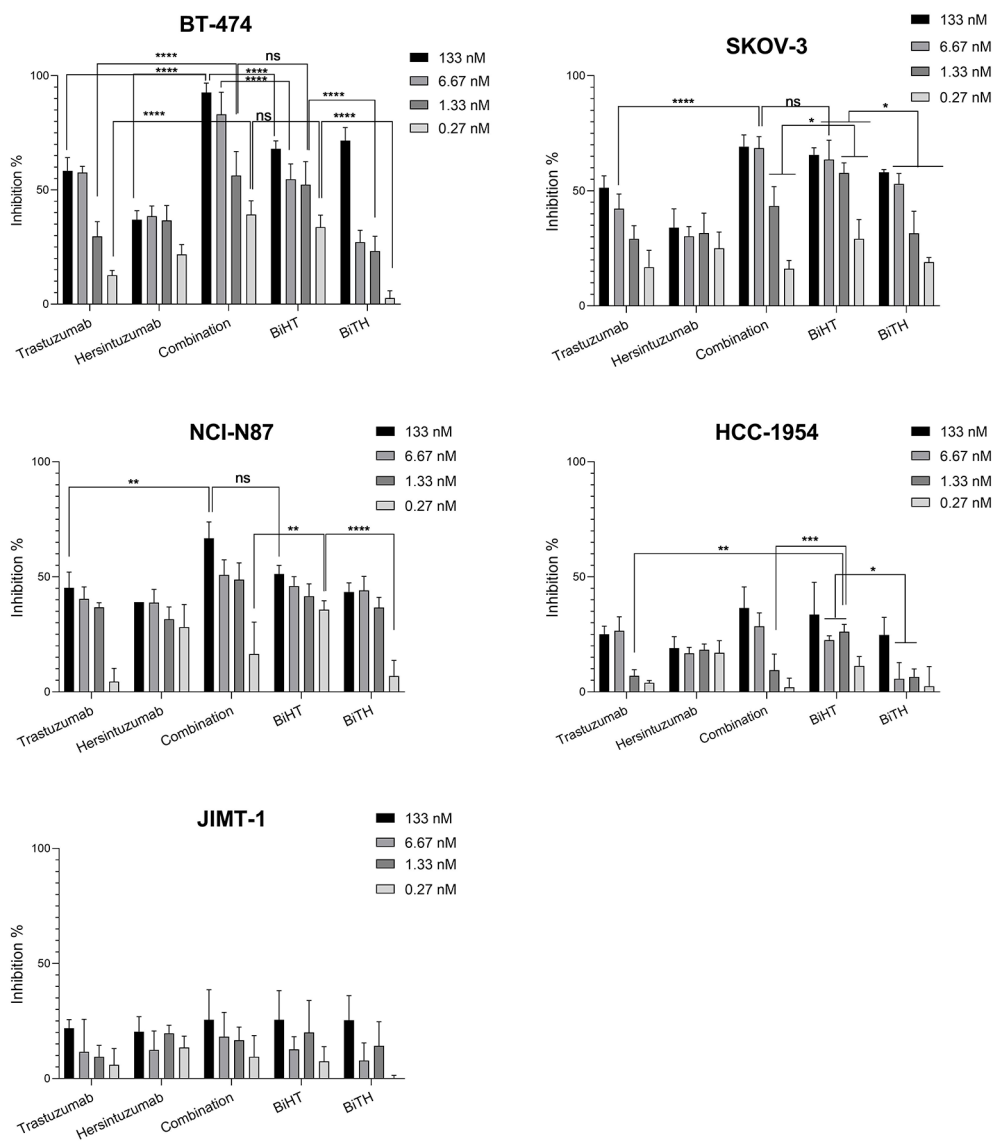 BT-474
133 nM
6.67 nM
1.33 nM
0.27 nM
Inhibition %
100
50
0
**** ns
**** ****
****
****
**** ns ****
Trastuzumab
Hersintuzumab
Combination
BiHT
BiTH
SKOV-3
133 nM
6.67 nM
1.33 nM
0.27 nM
Inhibition %
100
50
0
**** ns *
*
Trastuzumab
Hersintuzumab
Combination
BiHT
BiTH
NCI-N87
133 nM
6.67 nM
1.33 nM
0.27 nM
Inhibition %
100
50
0
** ns
** ****
Trastuzumab
Hersintuzumab
Combination
BiHT
BiTH
HCC-1954
133 nM
6.67 nM
1.33 nM
0.27 nM
Inhibition %
100
50
0
***
**
*
Trastuzumab
Hersintuzumab
Combination
BiHT
BiTH
JIMT-1
133 nM
6.67 nM
1.33 nM
0.27 nM
Inhibition %
100
50
0
Trastuzumab
Hersintuzumab
Combination
BiHT
BiTH